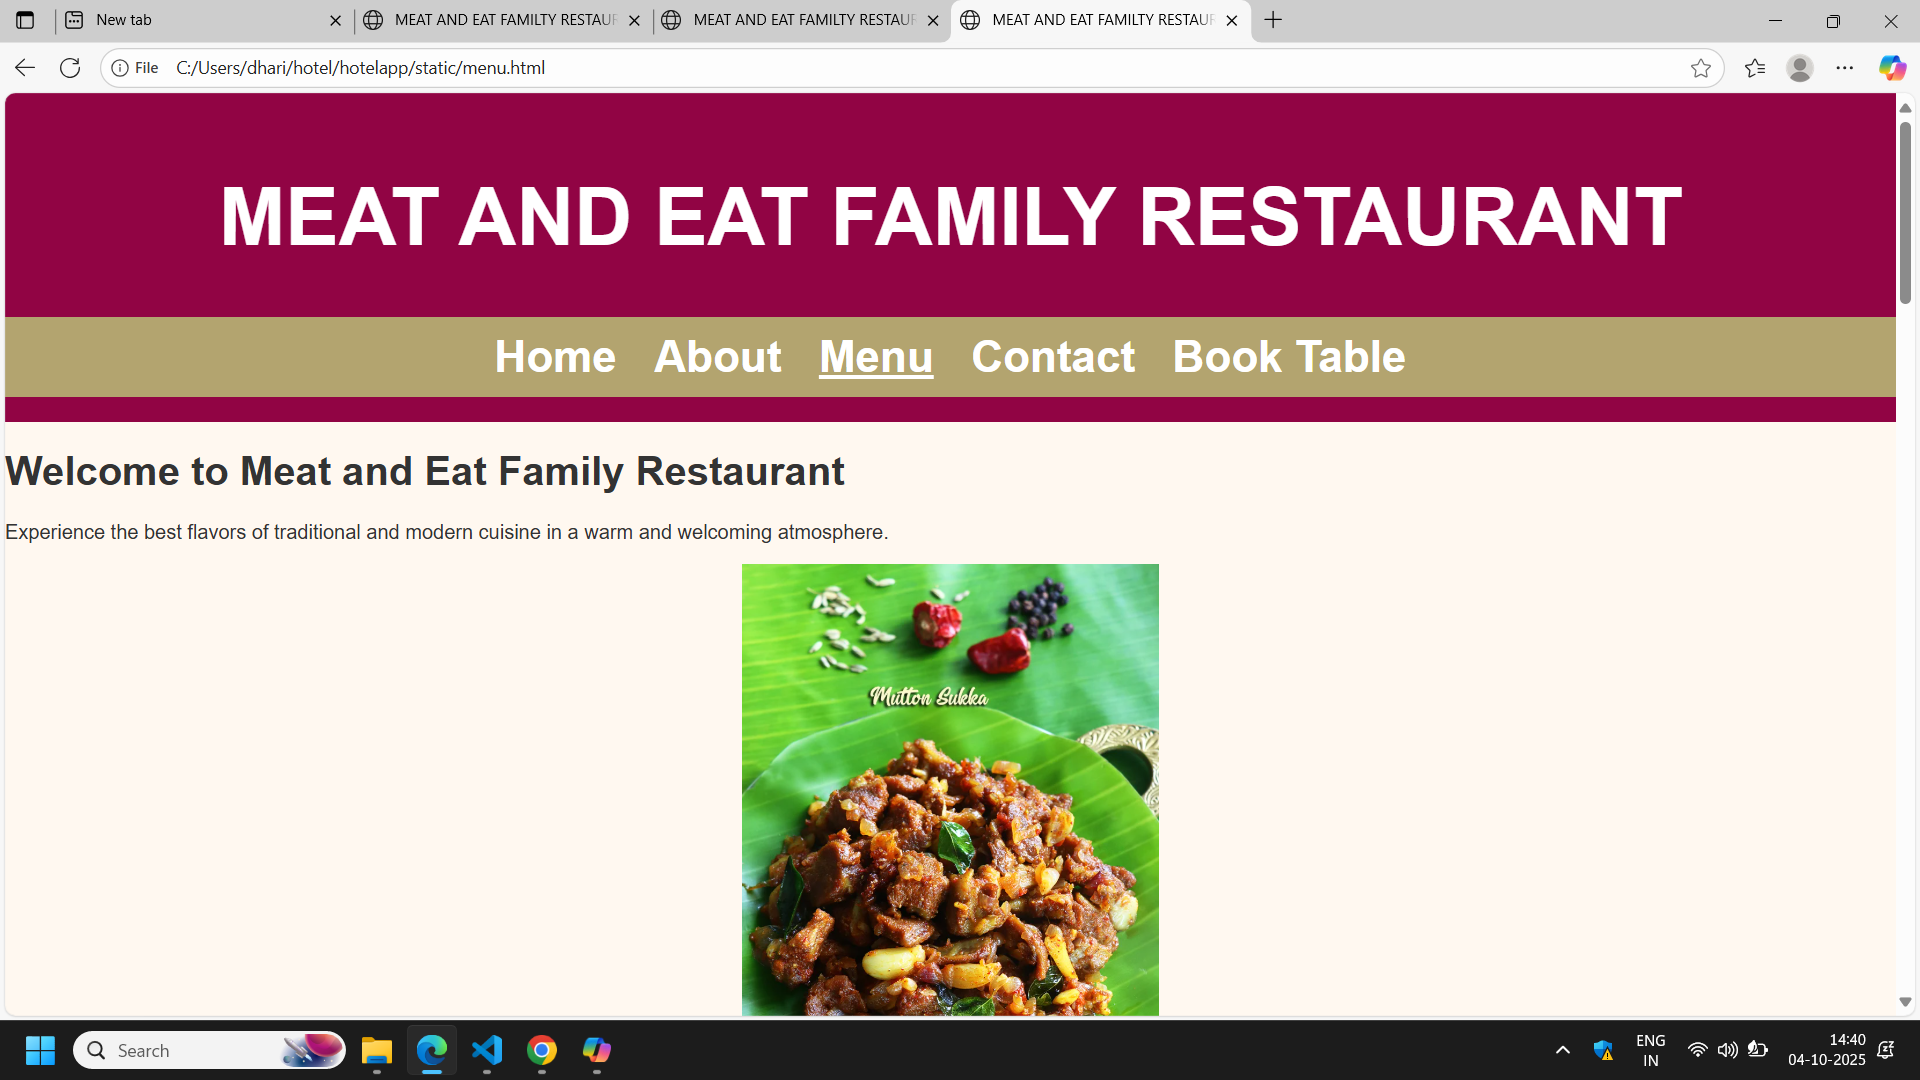 New tab
MEAT AND EAT FAMILTY RESTAUR
MEAT AND EAT FAMILTY RESTAUR
MEAT AND EAT FAMILTY RESTAUR
File C:/Users/dhari/hotel/hotelapp/static/menu.html
MEAT AND EAT FAMILY RESTAURANT
Home About Menu Contact Book Table
Welcome to Meat and Eat Family Restaurant
Experience the best flavors of traditional and modern cuisine in a warm and welcoming atmosphere.
Mutton Sukka
Search
ENG
IN
14:40
04-10-2025